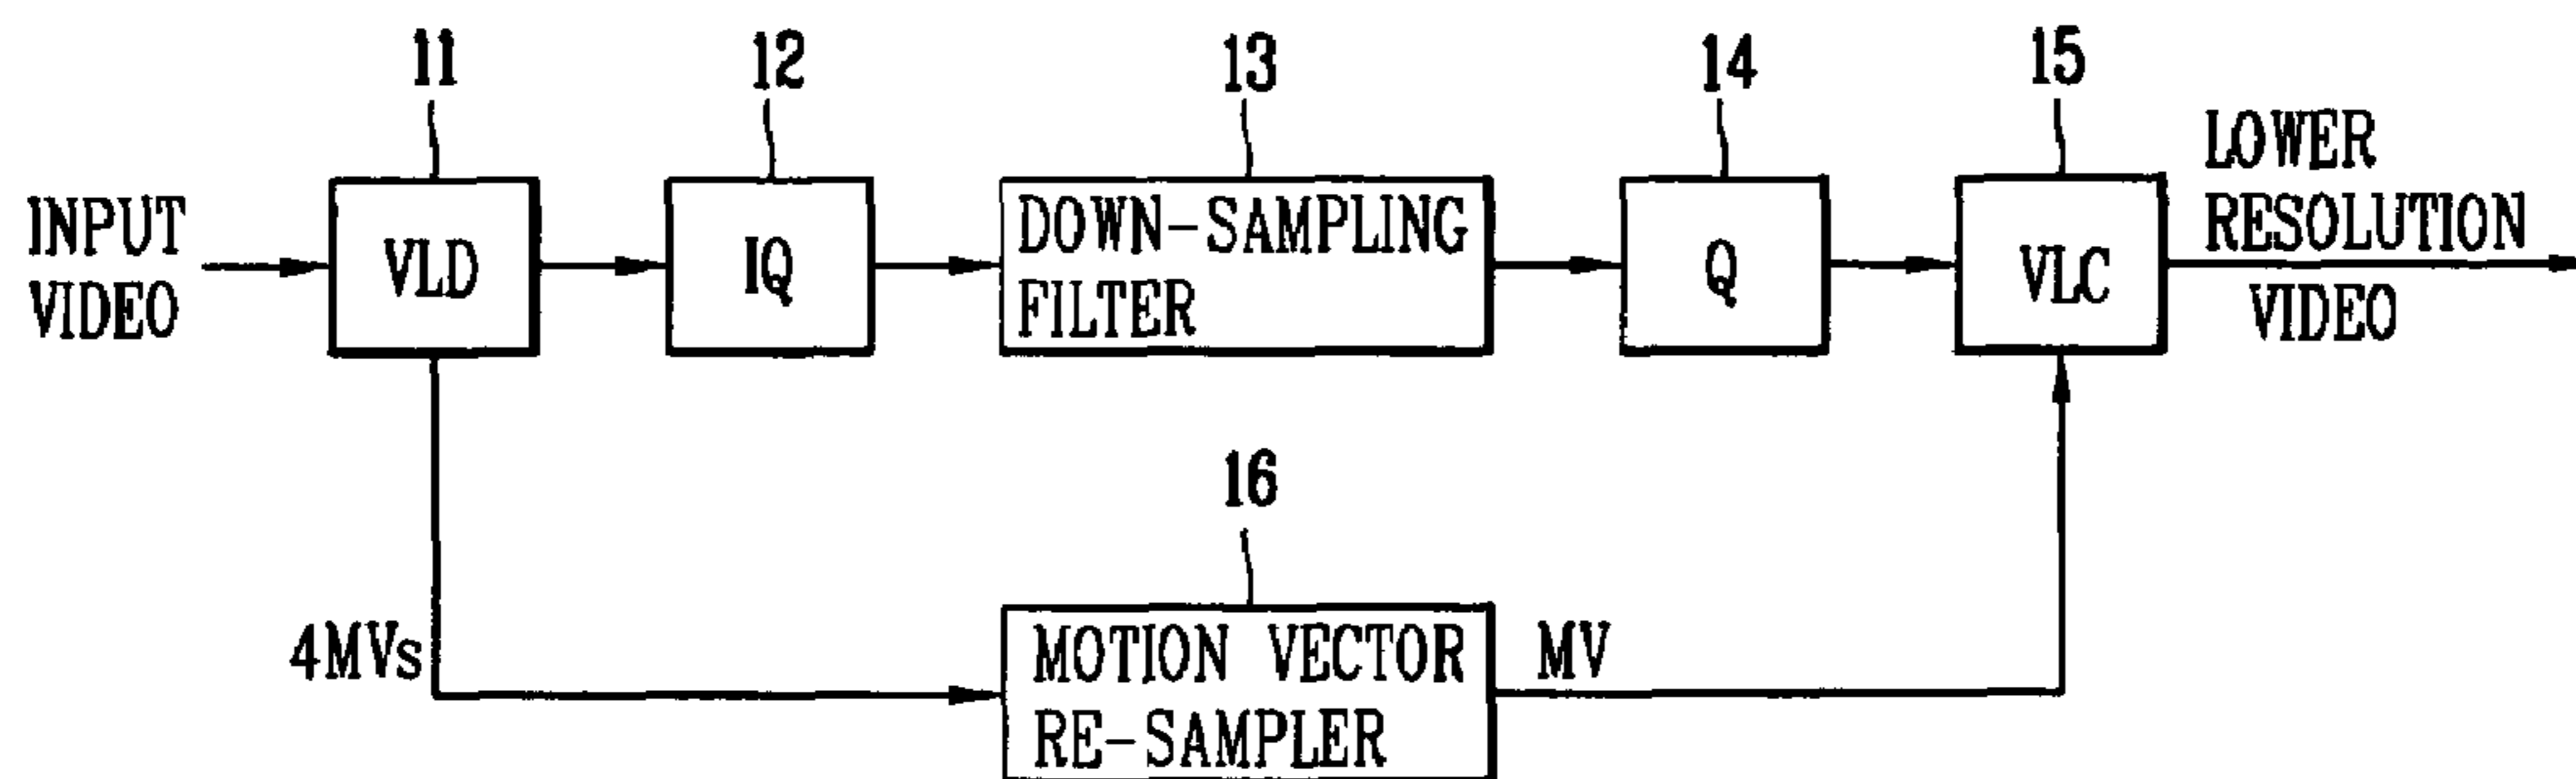 11
12
13
14
15
INPUT
VIDEO
VLD
IQ
DOWN-SAMPLING
FILTER
Q
VLC
LOWER
RESOLUTION
VIDEO
16
4MVs
MOTION VECTOR
RE-SAMPLER
MV